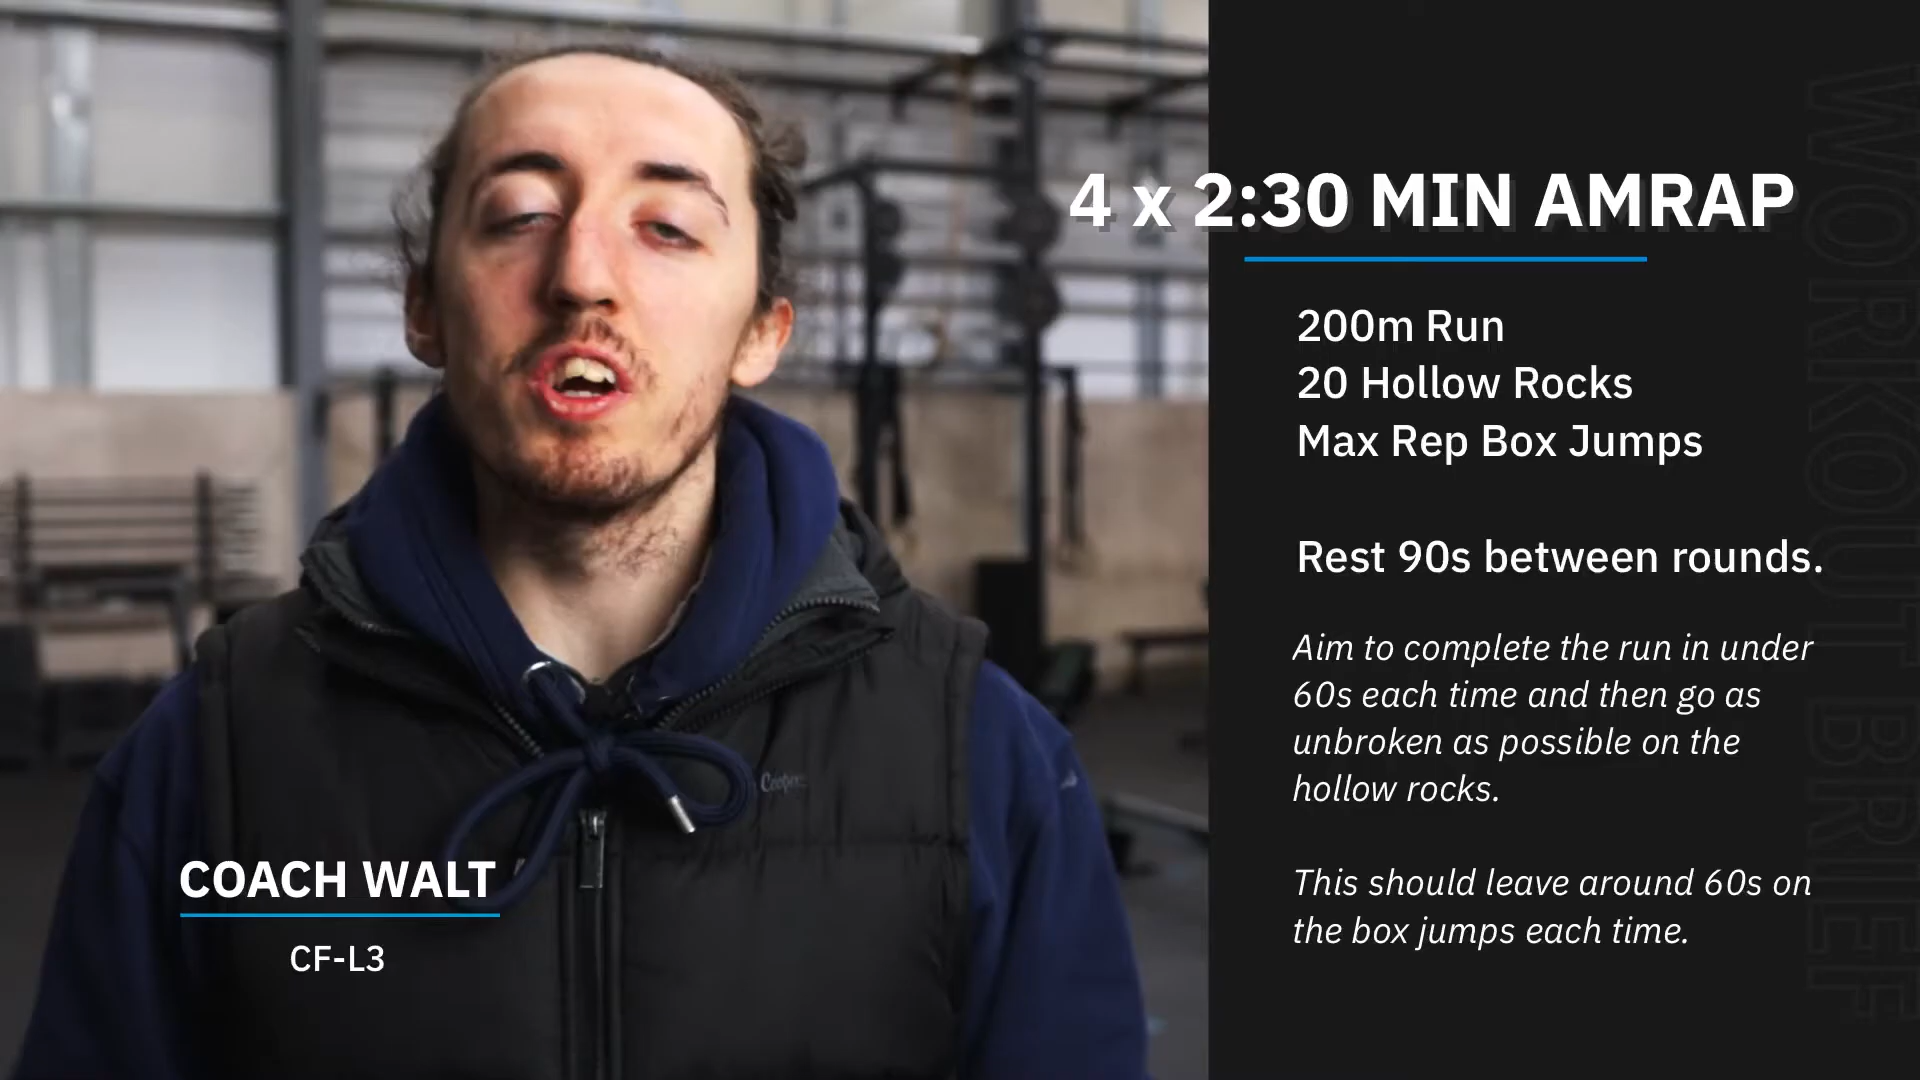 4 x 2:30 MIN AMRAP
200m Run
20 Hollow Rocks
Max Rep Box Jumps
Rest 90s between rounds.
Aim to complete the run in under
60s each time and then go as
unbroken as possible on the
hollow rocks.
This should leave around 60s on
the box jumps each time.
WORKOUT BRIEF
COACH WALT
CF-L3